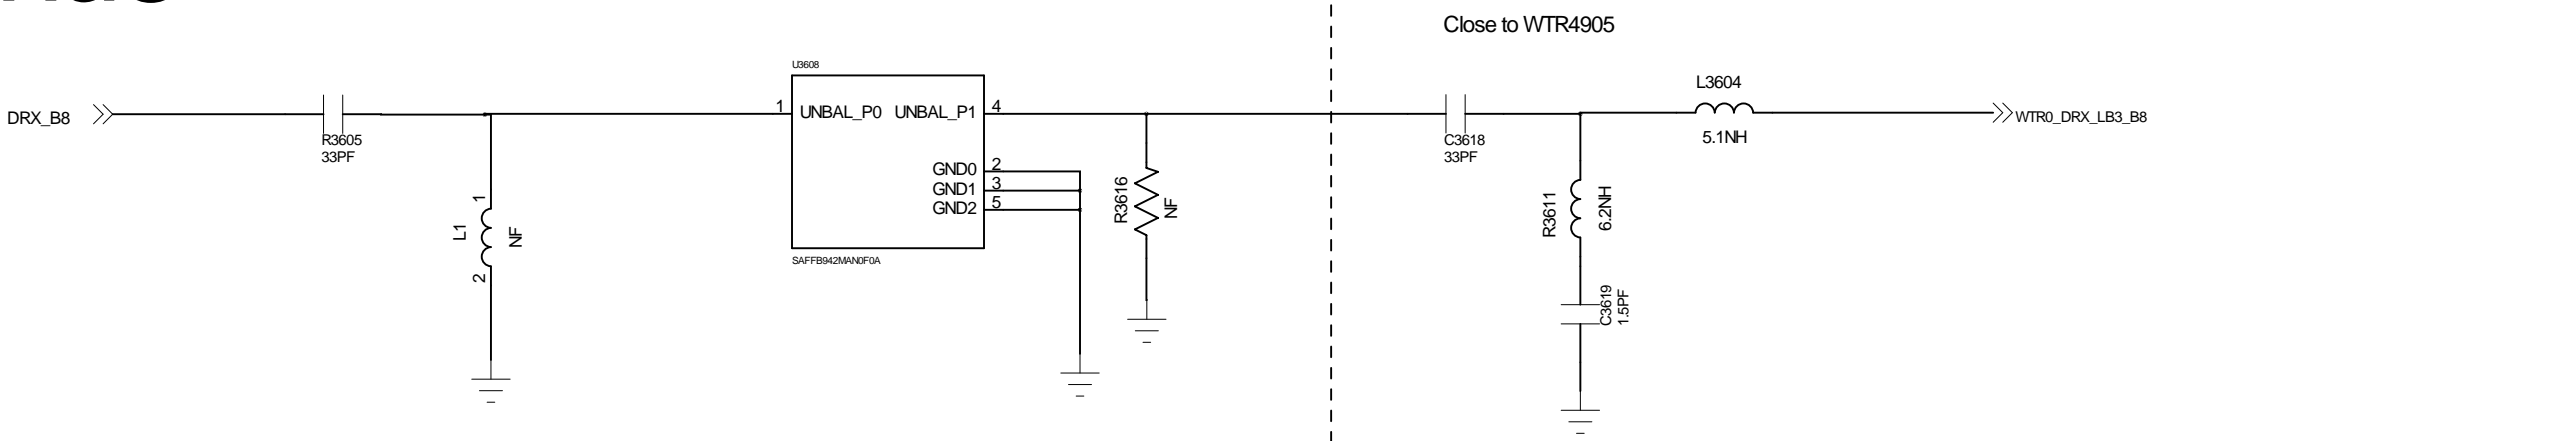 Close to WTR4905
U3608
L3604
DRX_B8
1
UNBAL_P0
UNBAL_P1
4
WTR0_DRX_LB3_B8
R3605
33PF
C3618
33PF
5.1NH
GND0
2
GND1
3
GND2
5
R3616
NF
R3611
6.2NH
1
L1
NF
2
SAFFB942MAN0F0A
C3619
1.5PF